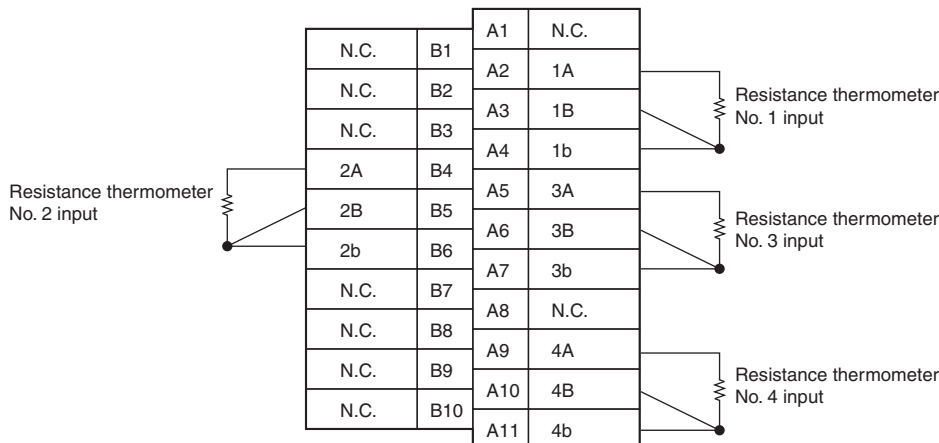 A1 N.C.
N.C. B1
A2 1A
N.C. B2
A3 1B
Resistance thermometer
No. 1 input
N.C. B3
A4 1b
2A B4
A5 3A
Resistance thermometer
No. 2 input
2B B5
A6 3B
Resistance thermometer
No. 3 input
2b B6
A7 3b
N.C. B7
A8 N.C.
N.C. B8
A9 4A
N.C. B9
A10 4B
Resistance thermometer
No. 4 input
N.C. B10
A11 4b